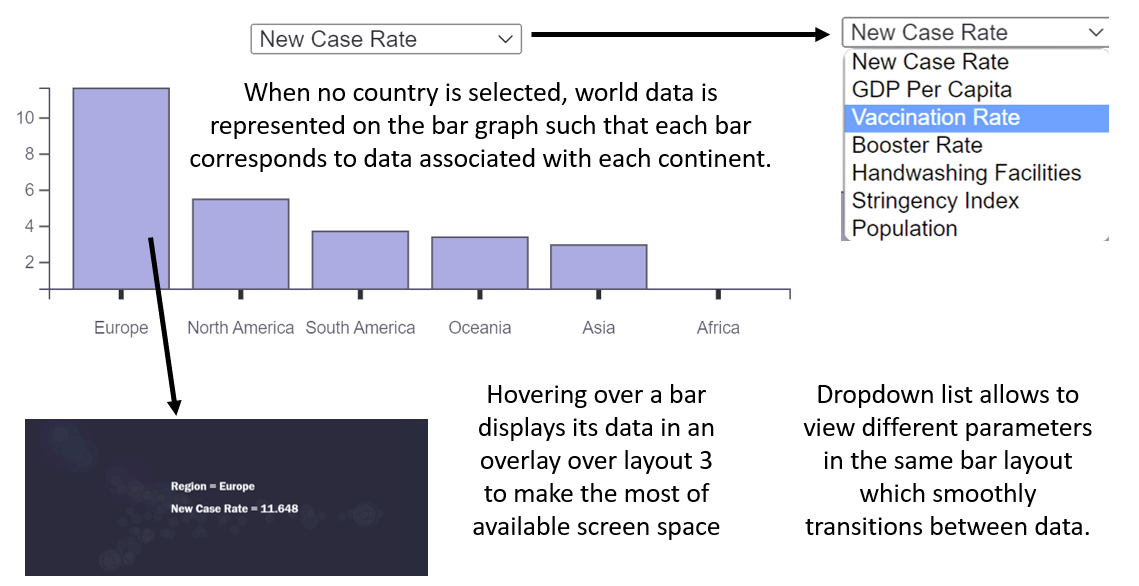 New Case Rate
New Case Rate
New Case Rate
GDP Per Capita
Vaccination Rate
Booster Rate
Handwashing Facilities
Stringency Index
Population
When no country is selected, world data is
represented on the bar graph such that each bar
corresponds to data associated with each continent.
10
8
6
4
2
Europe
North America
South America
Oceania
Asia
Africa
Region = Europe
New Case Rate = 11.648
Hovering over a bar
displays its data in an
overlay over layout 3
to make the most of
available screen space
Dropdown list allows to
view different parameters
in the same bar layout
which smoothly
transitions between data.